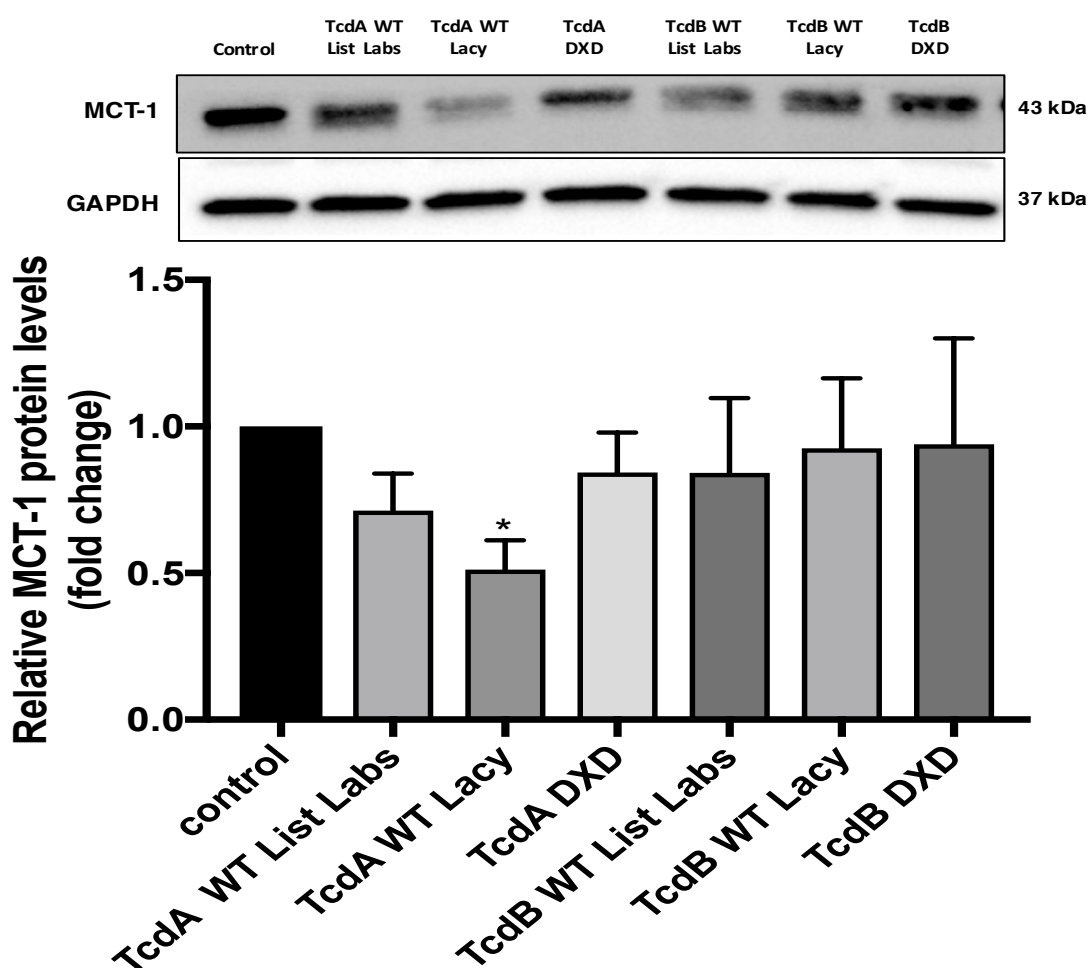 Control
TcdA WT
List Labs
TcdA WT
Lacy
TcdA
DXD
TcdB WT
List Labs
TcdB WT
Lacy
TcdB
DXD
MCT-1
43 kDa
GAPDH
37 kDa
Relative MCT-1 protein levels
(fold change)
1.5
1.0
0.5
0.0
*
control
TcdA WT List Labs
TcdA WT Lacy
TcdA DXD
TcdB WT List Labs
TcdB WT Lacy
TcdB DXD